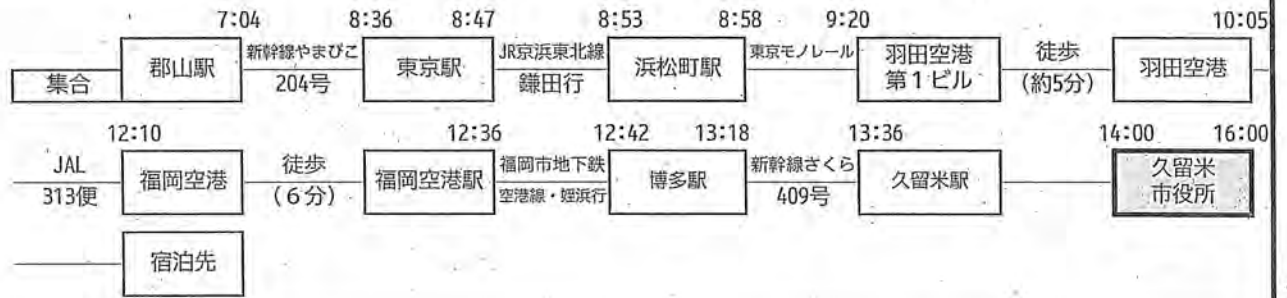 7:04 8:36 8:47 8:53 8:58 9:20 10:05
集合 郡山駅 新幹線やまびこ 204号 東京駅 JR京浜東北線 鎌田行 浜松町駅 東京モノレール 羽田空港 第1ビル 徒歩 (約5分) 羽田空港
12:10 12:36 12:42 13:18 13:36 14:00 16:00
JAL 313便 福岡空港 徒歩 (6分) 福岡空港駅 福岡市地下鉄 空港線・姪浜行 博多駅 新幹線さくら 409号 久留米駅 久留米 市役所
宿泊先